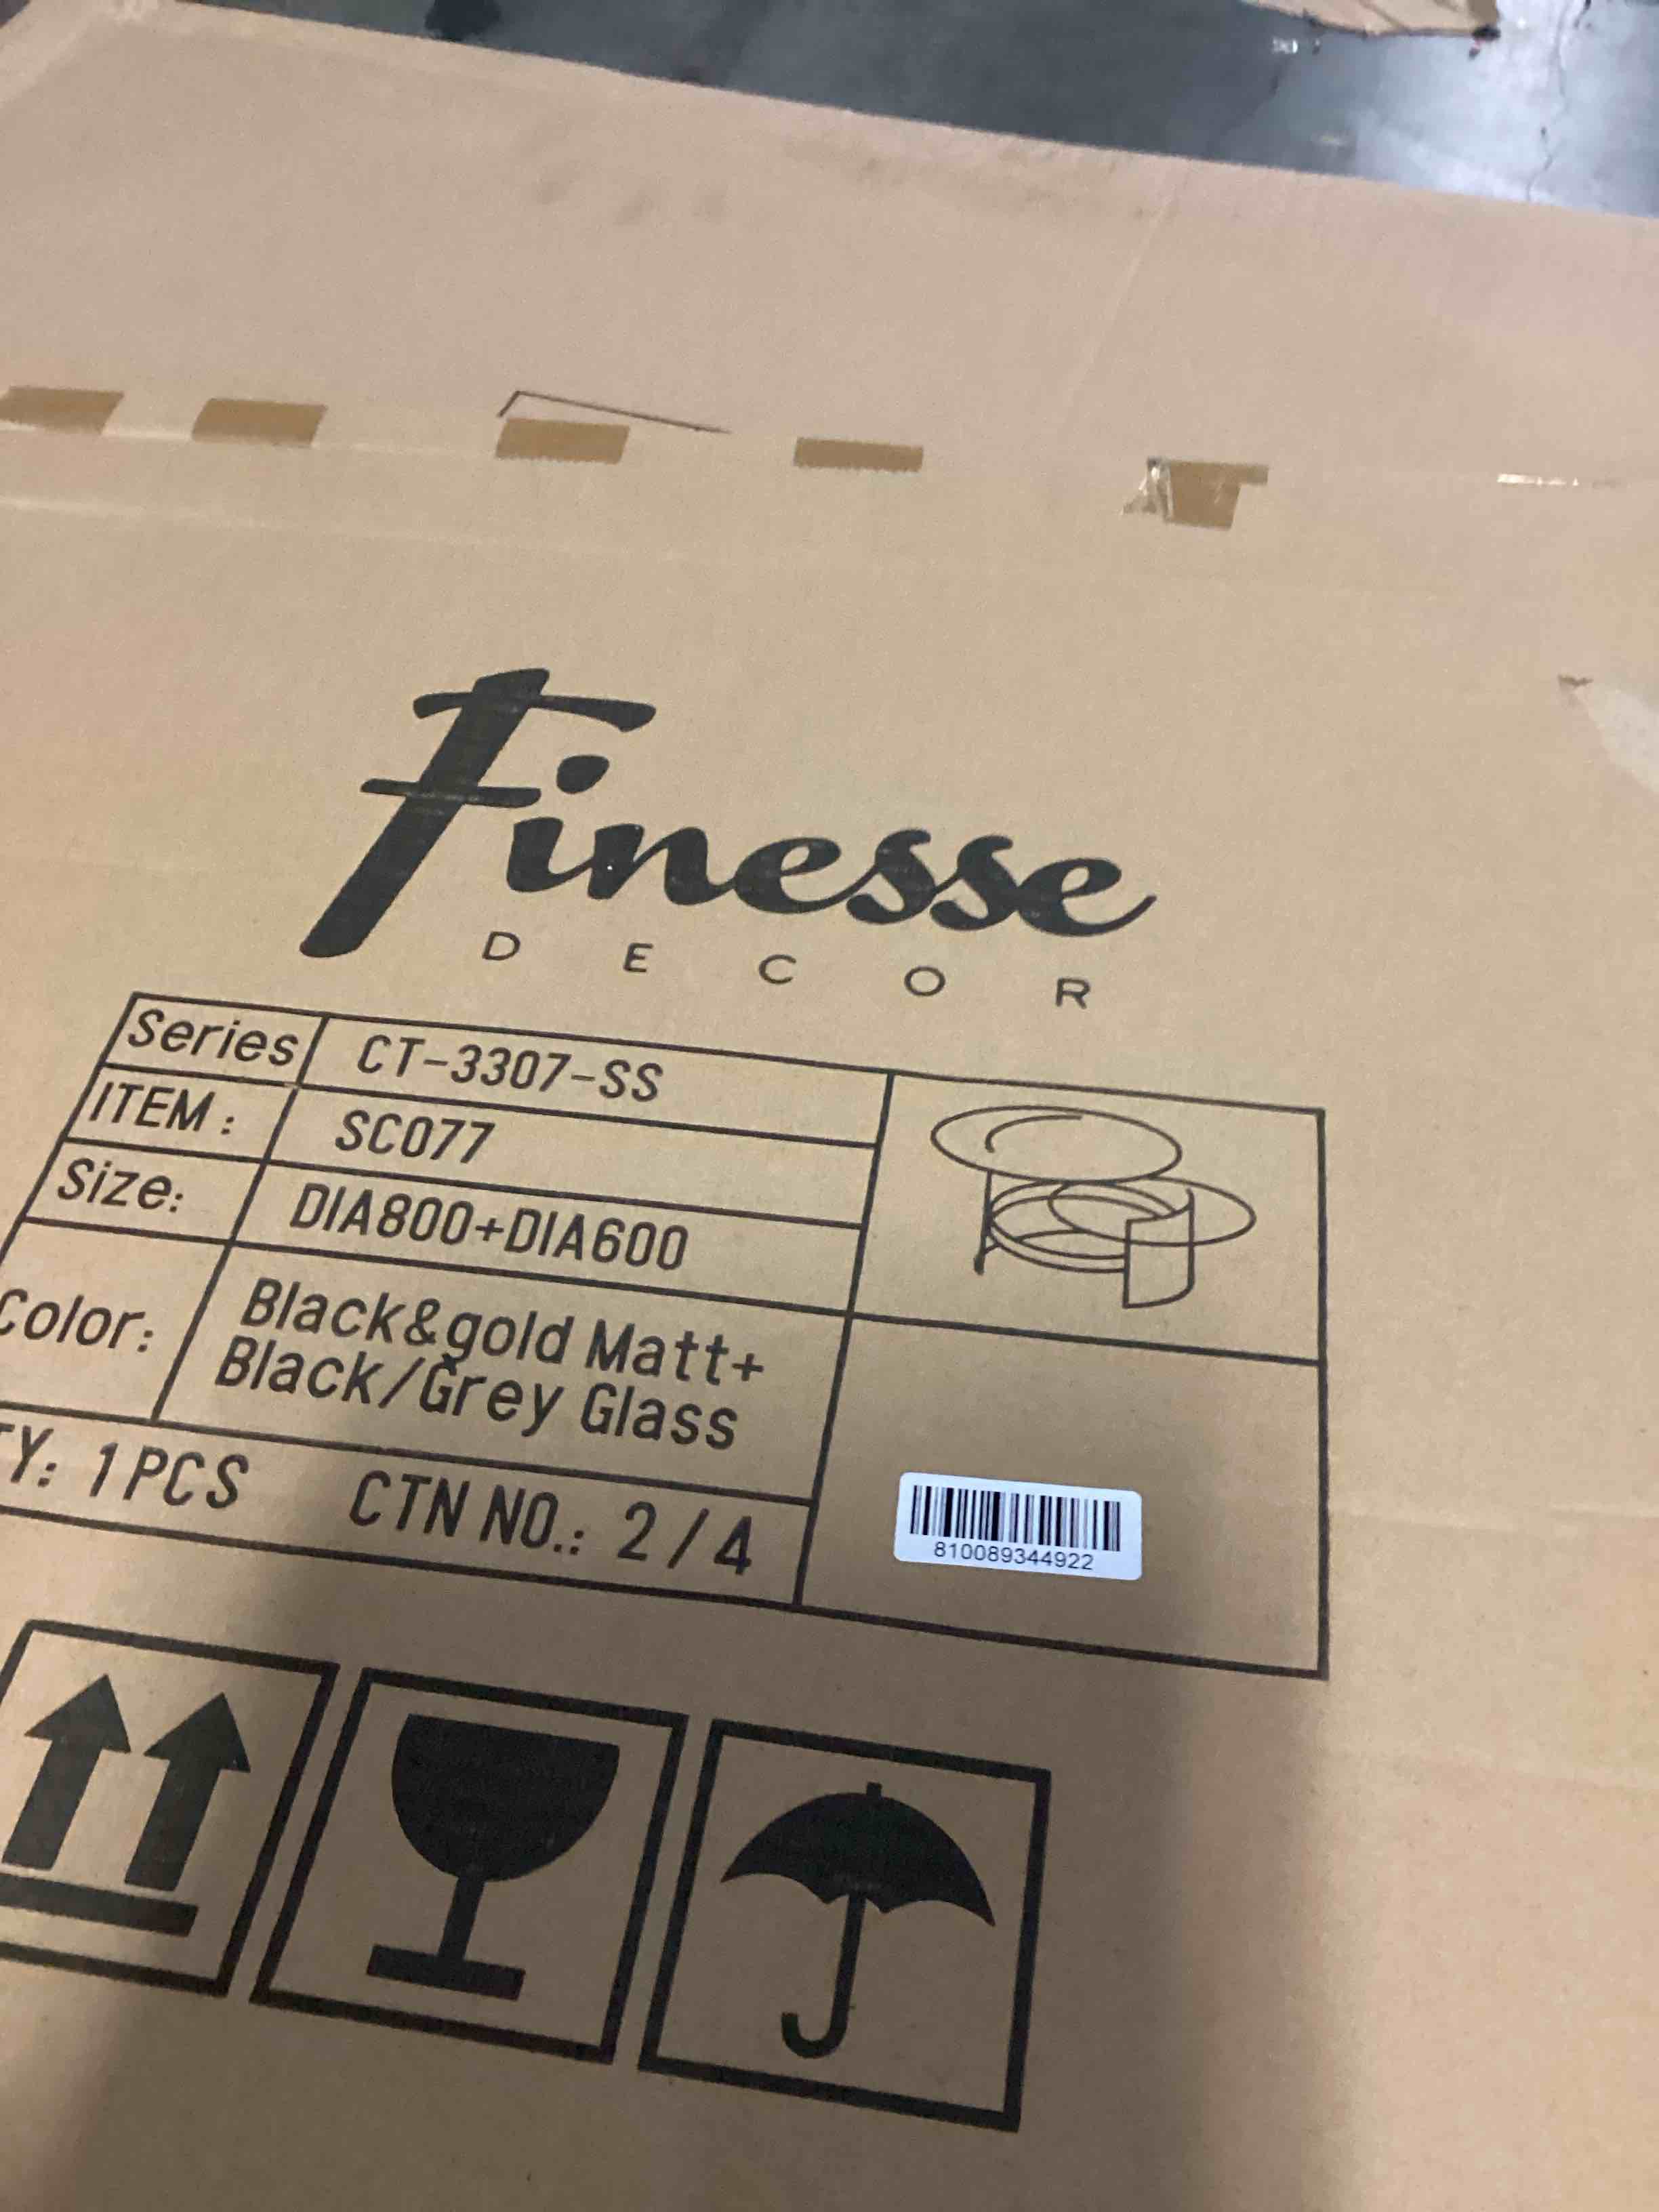 Finesse
DECOR
Series CT-3307-SS
ITEM: SC077
Size: DIA800+DIA600
Color: Black&gold Matt+
Black/Grey Glass
TY: 1PCS CTN NO.: 2/4
810089344922